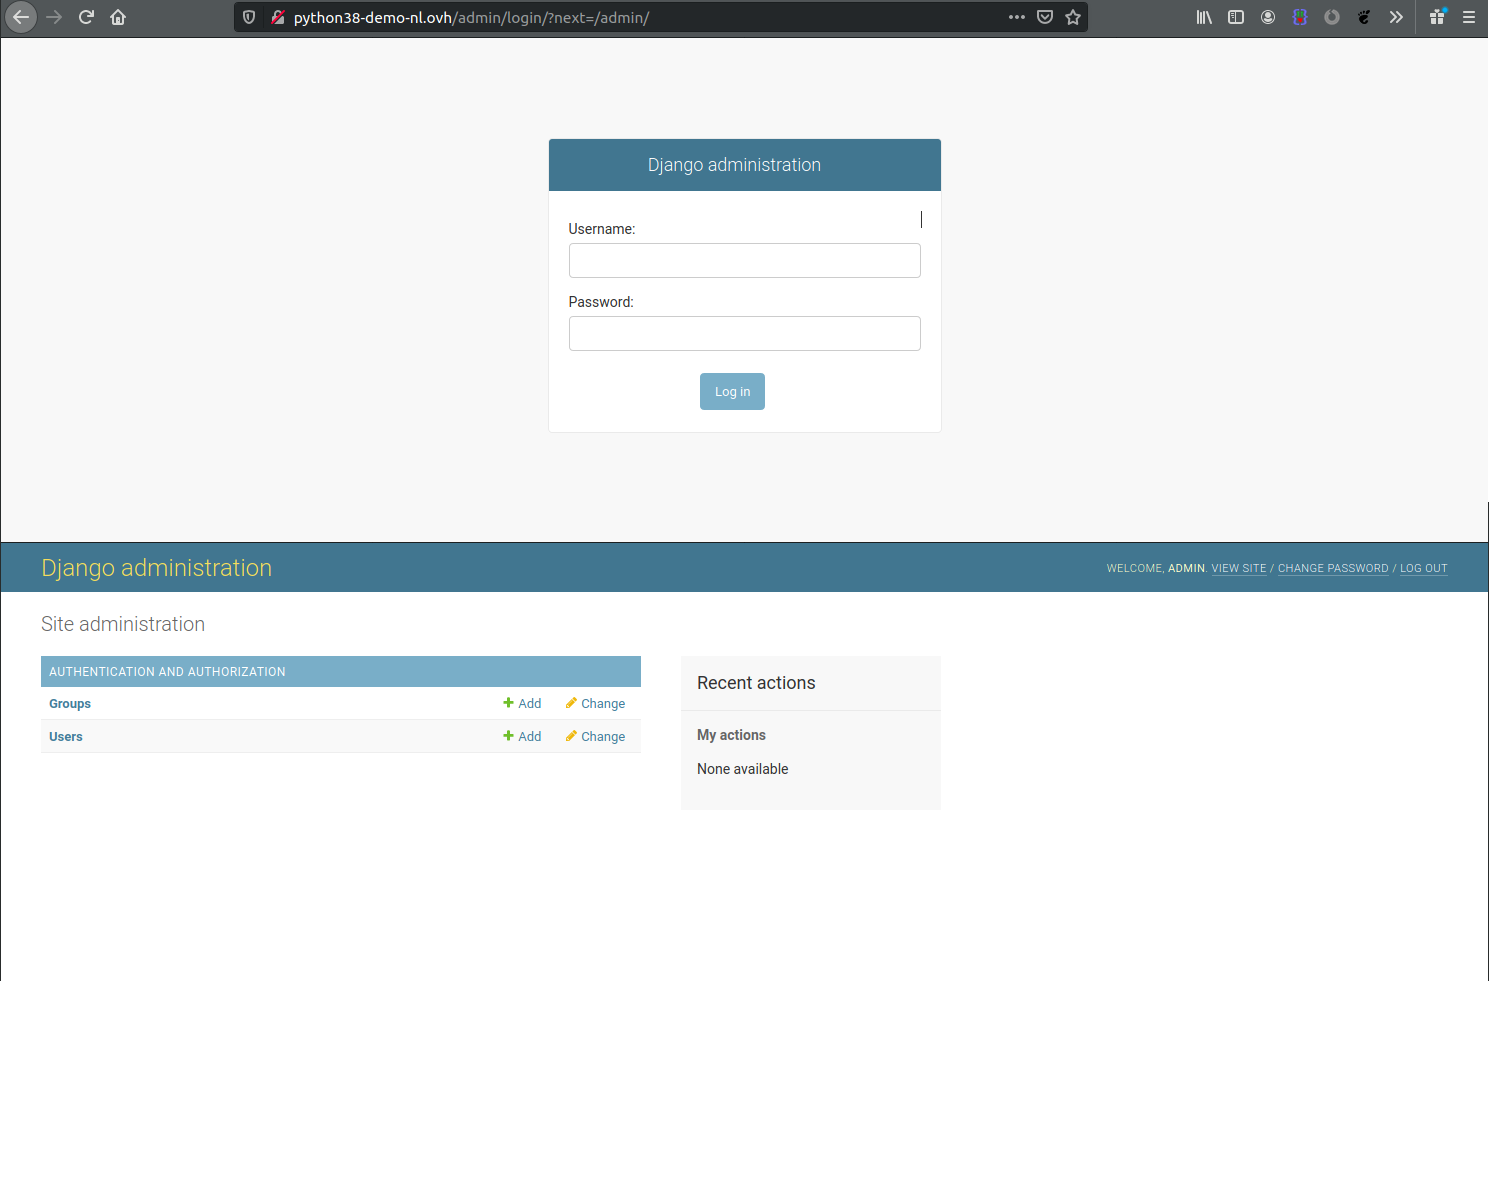 python38-demo-nl.ovh/admin/login/?next=/admin/
Django administration
Username:
Password:
Log in
Django administration
WELCOME, ADMIN. VIEW SITE / CHANGE PASSWORD / LOG OUT
Site administration
AUTHENTICATION AND AUTHORIZATION
Groups Add Change
Users Add Change
Recent actions
My actions
None available